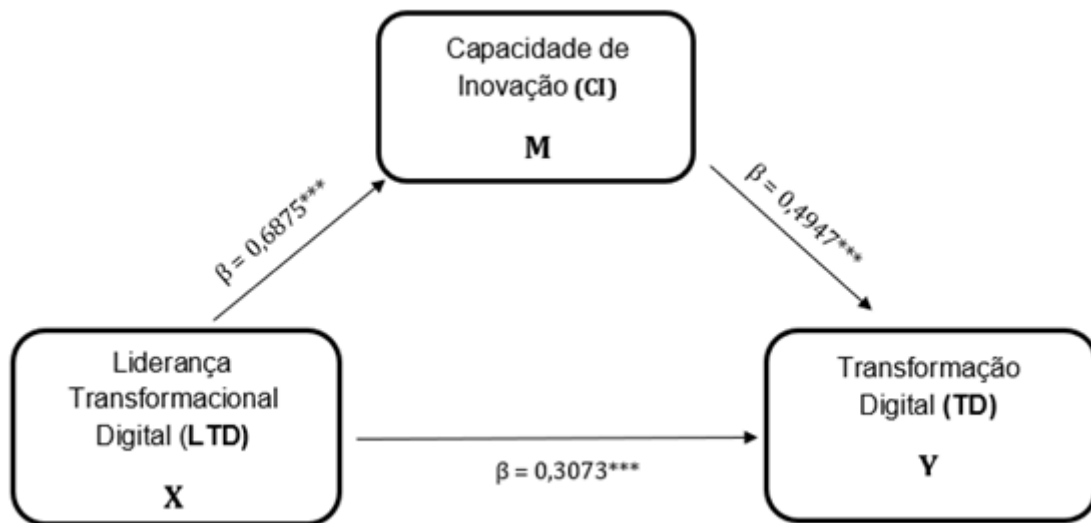 Capacidade de
Inovação (CI)
M
β = 0,6875***
β = 0,4947***
Liderança
Transformacional
Digital (LTD)
X
β = 0,3073***
Transformação
Digital (TD)
Y